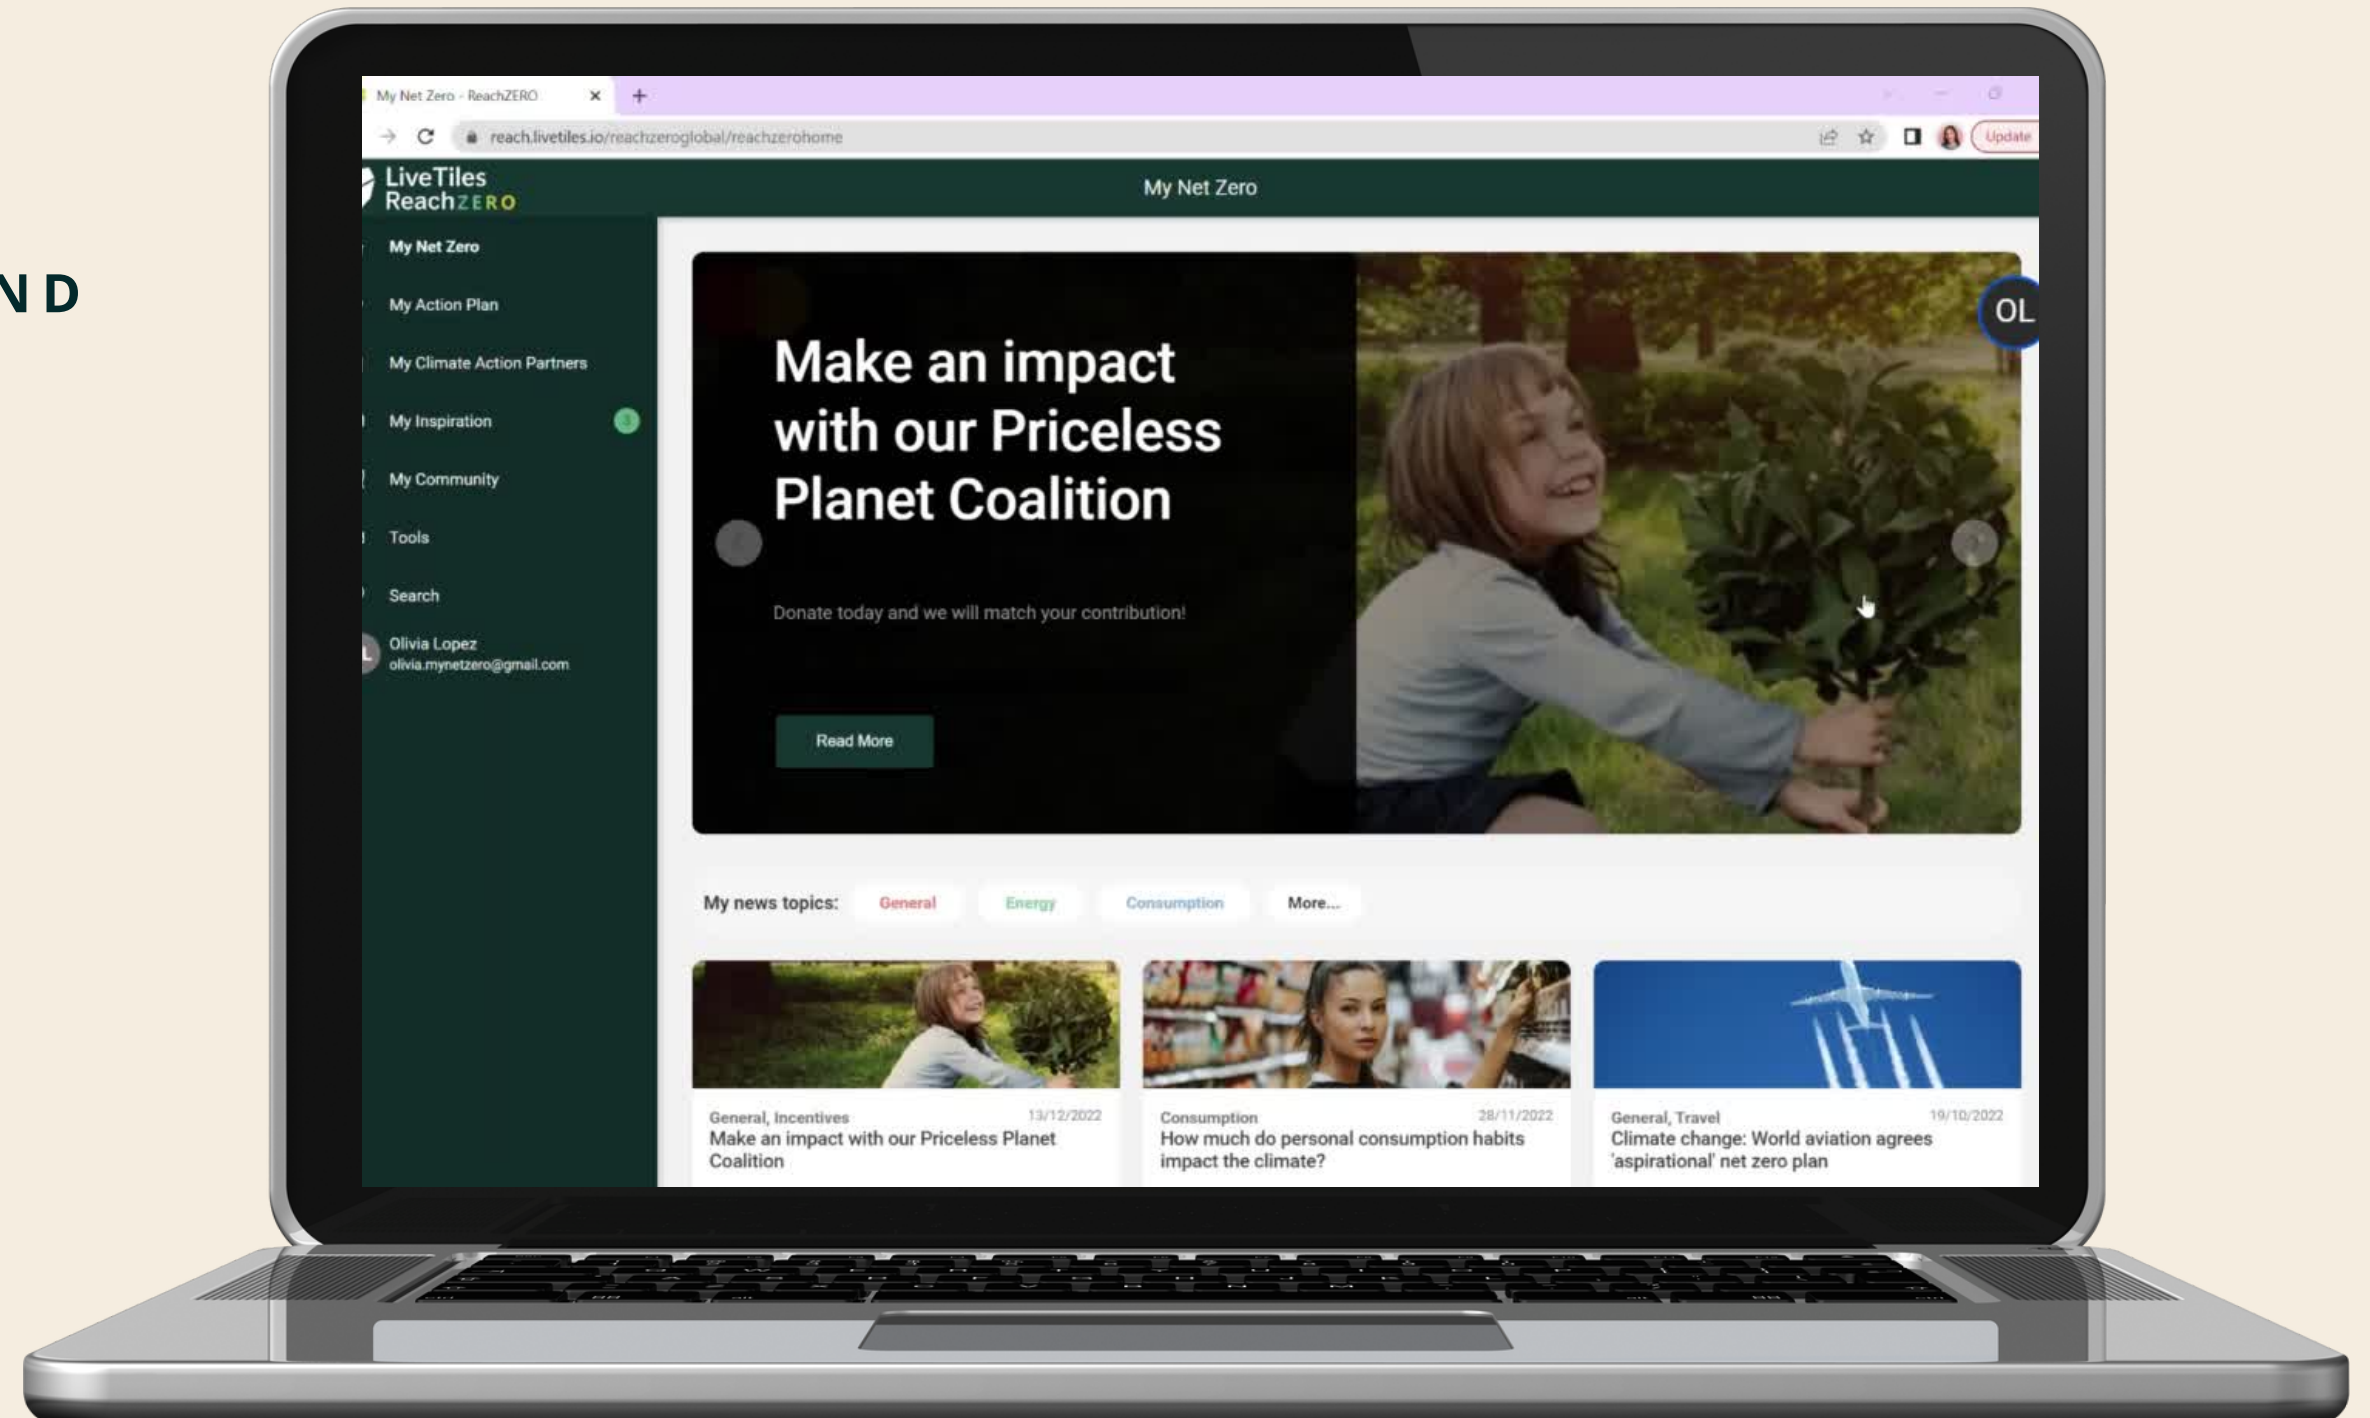 ND
My Net Zero - ReachZERO
reach.livetiles.io/reachzeroglobal/reachzerohome
Update
LiveTiles
ReachZERO
My Net Zero
My Net Zero
My Action Plan
My Climate Action Partners
My Inspiration
My Community
Tools
Search
Olivia Lopez
olivia.mynetzero@gmail.com
OL
Make an impact
with our Priceless
Planet Coalition
Donate today and we will match your contribution!
Read More
My news topics: General Energy Consumption More...
General, Incentives 13/12/2022
Make an impact with our Priceless Planet
Coalition
Consumption 28/11/2022
How much do personal consumption habits
impact the climate?
General, Travel 19/10/2022
Climate change: World aviation agrees
'aspirational' net zero plan